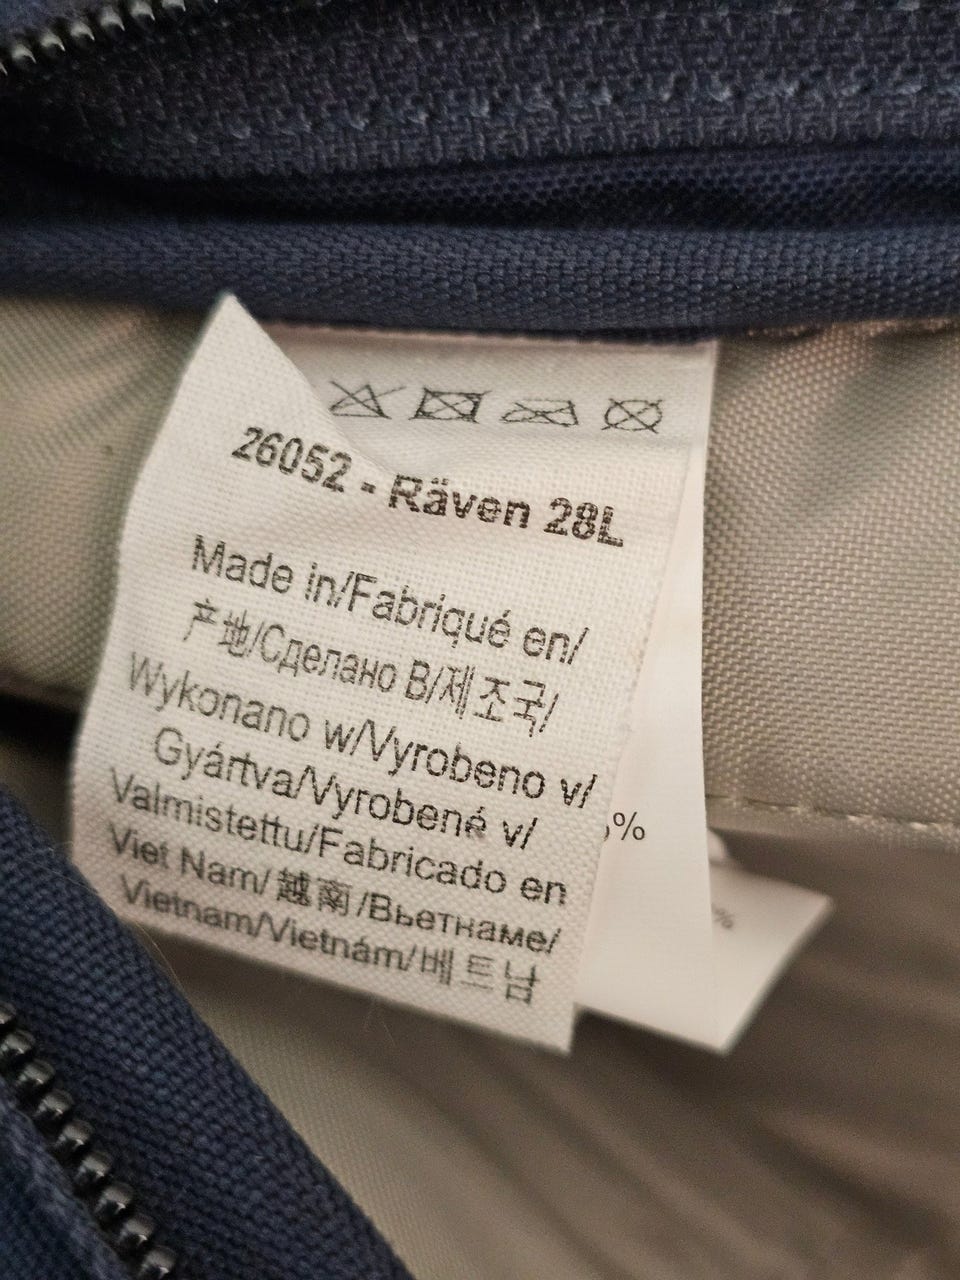 26052 - Räven 28L
Made in/Fabriqué en/
产地/Сделано В/제조국/
Wykonano w/Vyrobeno v/
Gyártva/Vyrobené v/
Valmistettu/Fabricado en
Viet Nam/越南/Вьетнаме/
Vietnam/Vietnám/베트남
%
%